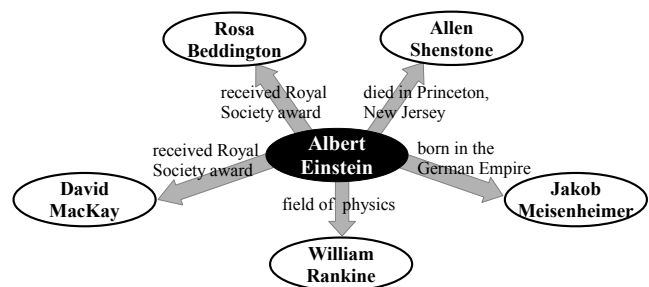 Rosa
Beddington
Allen
Shenstone
received Royal
Society award
died in Princeton,
New Jersey
Albert
Einstein
received Royal
Society award
born in the
German Empire
David
MacKay
field of physics
Jakob
Meisenheimer
William
Rankine